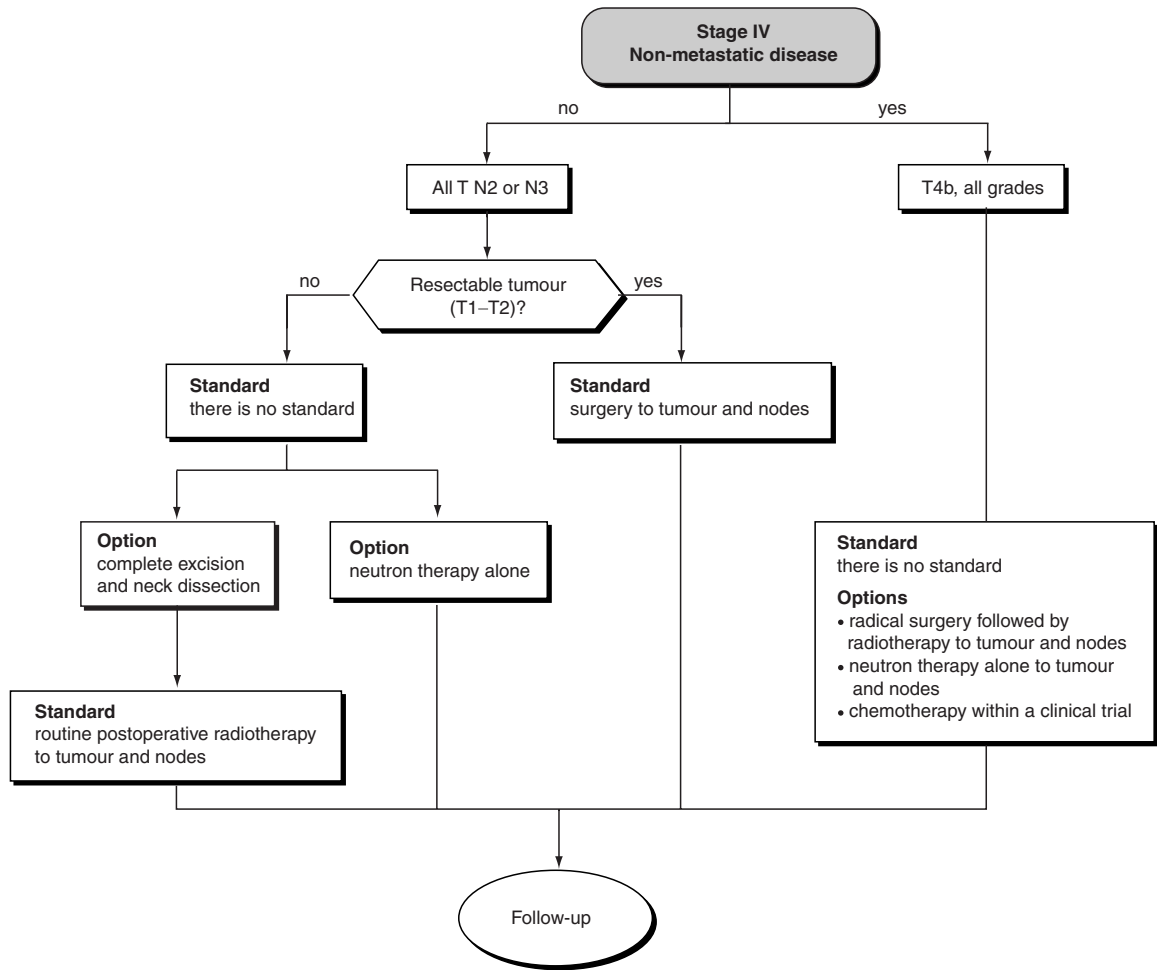 Stage IV
Non-metastatic disease
no
yes
All T N2 or N3
T4b, all grades
no
Resectable tumour
(T1–T2)?
yes
Standard
there is no standard
Standard
surgery to tumour and nodes
Option
complete excision
and neck dissection
Option
neutron therapy alone
Standard
there is no standard
Options
• radical surgery followed by
radiotherapy to tumour and nodes
• neutron therapy alone to tumour
and nodes
• chemotherapy within a clinical trial
Standard
routine postoperative radiotherapy
to tumour and nodes
Follow-up